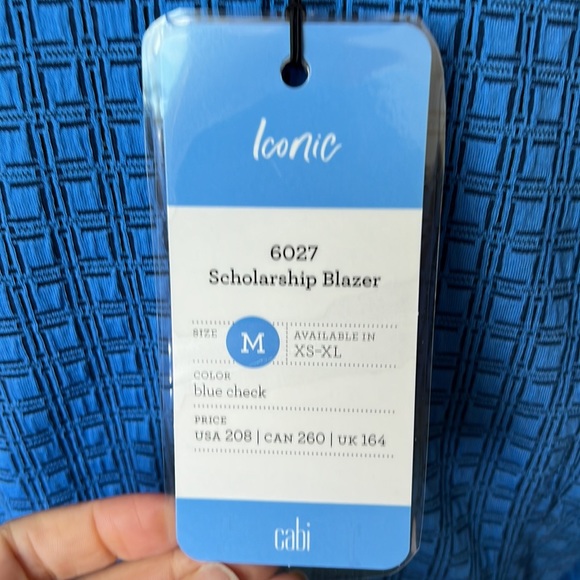 Iconic
6027
Scholarship Blazer
SIZE M AVAILABLE IN
XS-XL
COLOR
blue check
PRICE
USA 208 | CAN 260 | UK 164
cabi